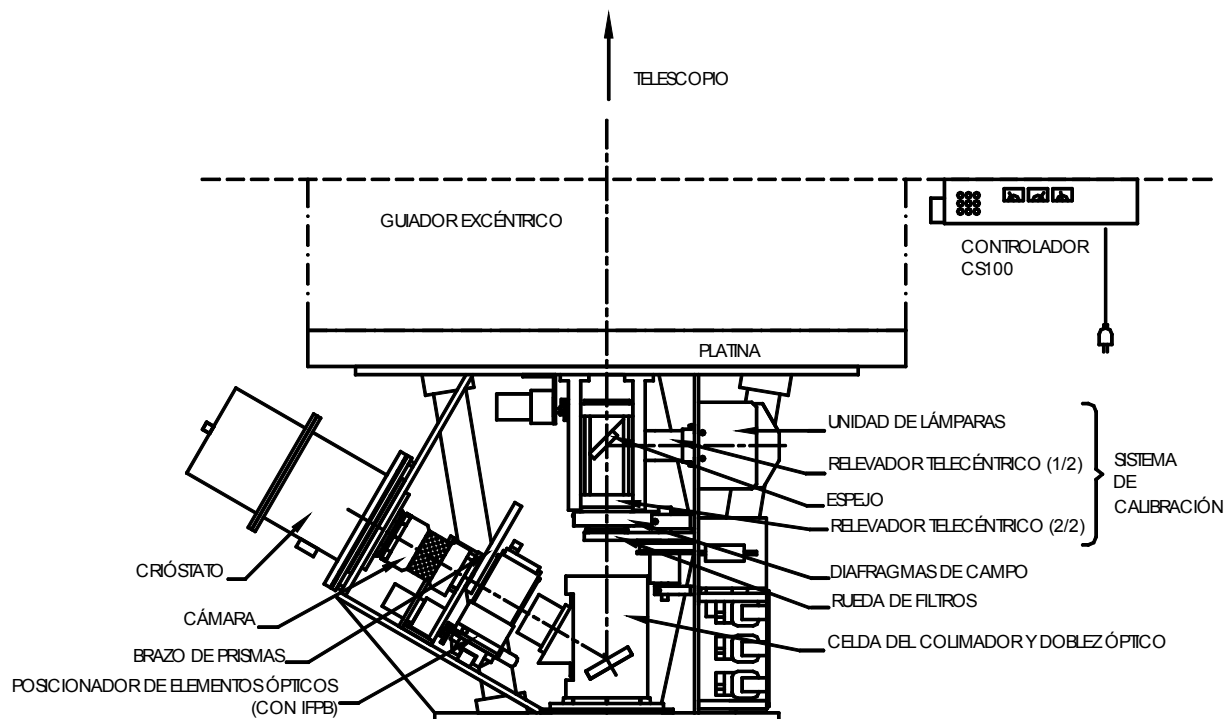 TELESCOPIO
GUIADOR EXCÉNTRICO
CONTROLADOR
CS100
PLATINA
UNIDAD DE LÁMPARAS
RELEVADOR TELECÉNTRICO (1/2)
ESPEJO
RELEVADOR TELECÉNTRICO (2/2)
SISTEMA
DE
CALIBRACIÓN
DIAFRAGMAS DE CAMPO
RUEDA DE FILTROS
CELDA DEL COLIMADOR Y DOBLEZ ÓPTICO
CRIÓSTATO
CÁMARA
BRAZO DE PRISMAS
POSICIONADOR DE ELEMENTOS ÓPTICOS
(CON IFPB)